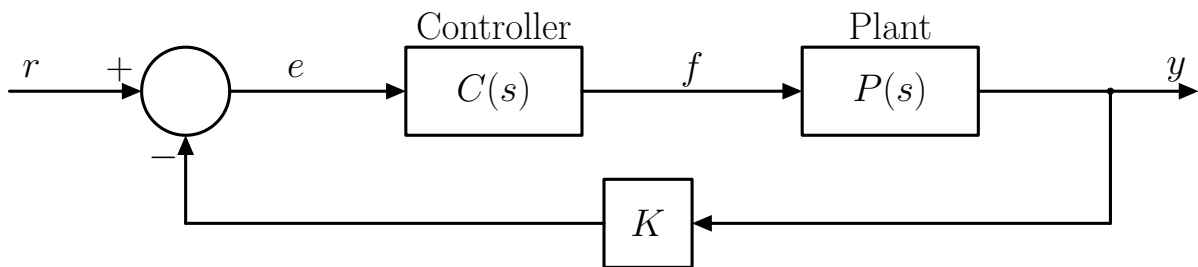 Controller Plant
r + e C(s) f P(s) y
−
K